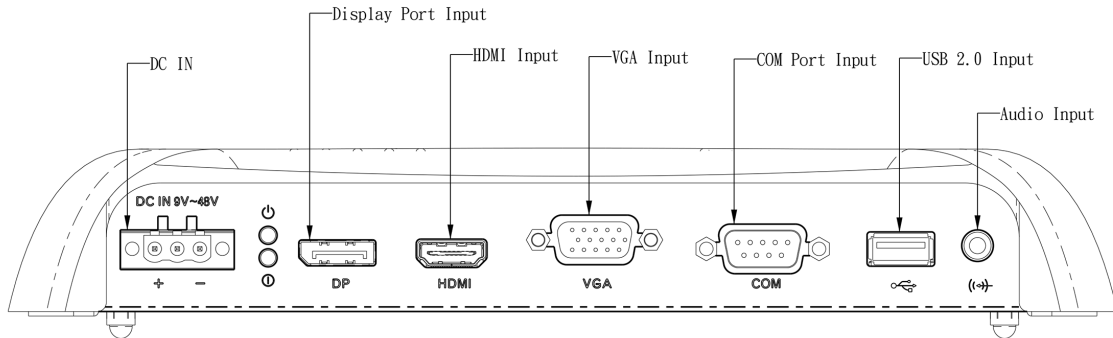 Display Port Input
DC IN
HDMI Input
VGA Input
COM Port Input
USB 2.0 Input
Audio Input
DC IN 9V~48V
+ −
DP
HDMI
VGA
COM